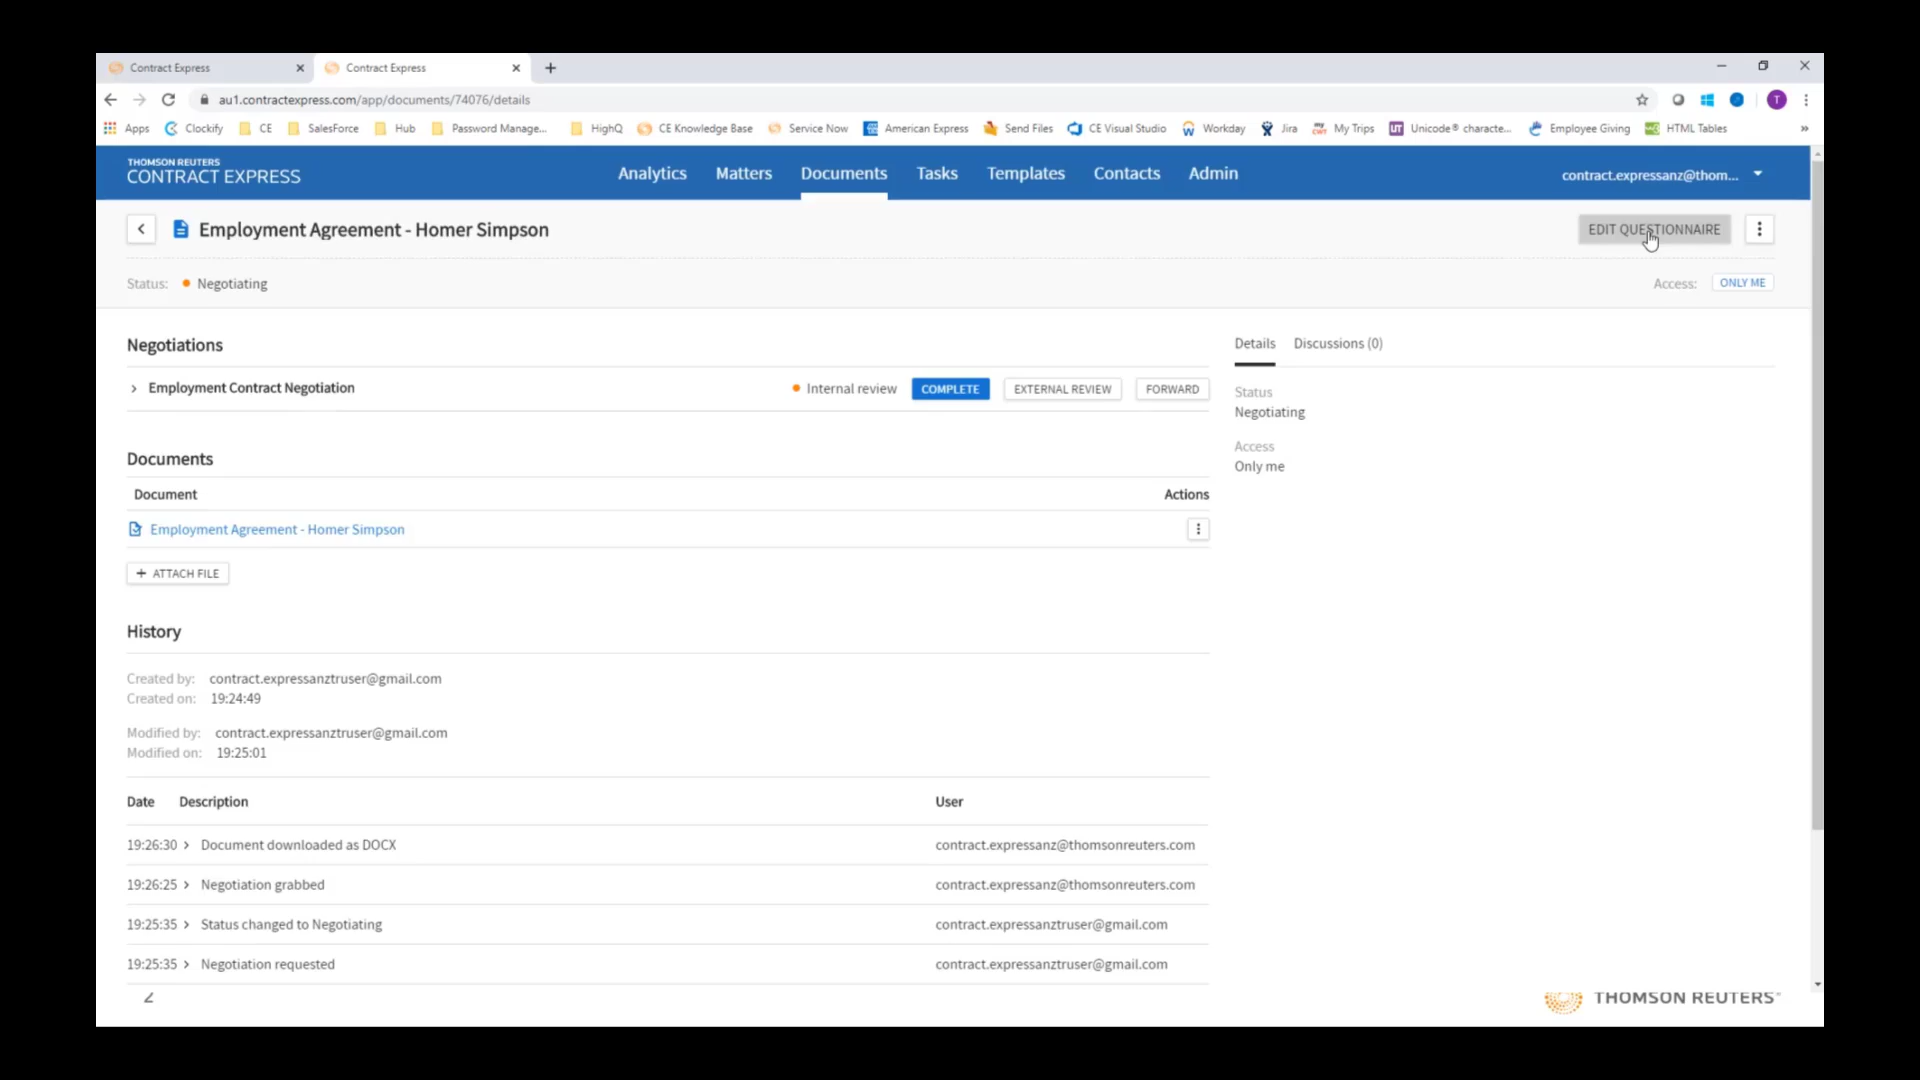 Contract Express
Contract Express
au1.contractexpress.com/app/documents/74076/details
T
Apps Clockify CE SalesForce Hub Password Manage... HighQ CE Knowledge Base Service Now American Express Send Files CE Visual Studio Workday Jira My Trips Unicode® characte... Employee Giving HTML Tables »
THOMSON REUTERS
CONTRACT EXPRESS
Analytics Matters Documents Tasks Templates Contacts Admin
contract.expressanz@thom...
Employment Agreement - Homer Simpson
EDIT QUESTIONNAIRE
Status: Negotiating
Access: ONLY ME
Negotiations
Employment Contract Negotiation
Internal review COMPLETE EXTERNAL REVIEW FORWARD
Documents
Document Actions
Employment Agreement - Homer Simpson
+ ATTACH FILE
History
Created by: contract.expressanztruser@gmail.com
Created on: 19:24:49
Modified by: contract.expressanztruser@gmail.com
Modified on: 19:25:01
Date Description User
19:26:30 > Document downloaded as DOCX contract.expressanz@thomsonreuters.com
19:26:25 > Negotiation grabbed contract.expressanz@thomsonreuters.com
19:25:35 > Status changed to Negotiating contract.expressanztruser@gmail.com
19:25:35 > Negotiation requested contract.expressanztruser@gmail.com
Details Discussions (0)
Status
Negotiating
Access
Only me
THOMSON REUTERS